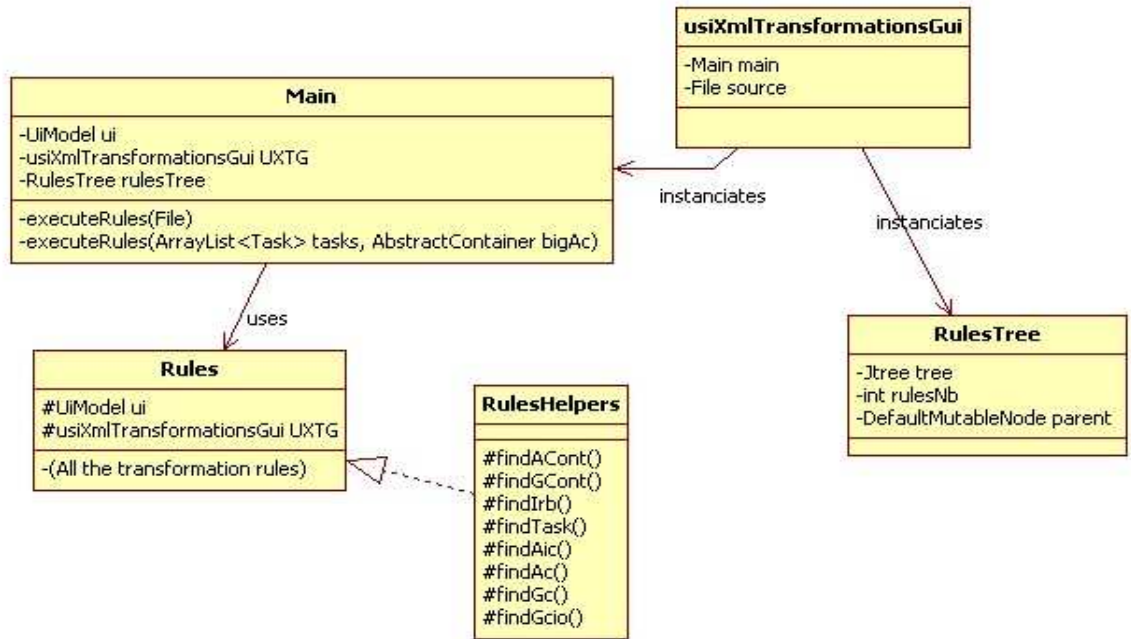 usiXmlTransformationsGui
-Main main
-File source
Main
-UiModel ui
-usiXmlTransformationsGui UXTG
-RulesTree rulesTree
-executeRules(File)
-executeRules(ArrayList<Task> tasks, AbstractContainer bigAc)
instanciates
instanciates
uses
RulesTree
-Jtree tree
-int rulesNb
-DefaultMutableNode parent
Rules
#UiModel ui
#usiXmlTransformationsGui UXTG
-(All the transformation rules)
RulesHelpers
#findACont()
#findGCont()
#findIrb()
#findTask()
#findAic()
#findAc()
#findGc()
#findGcio()